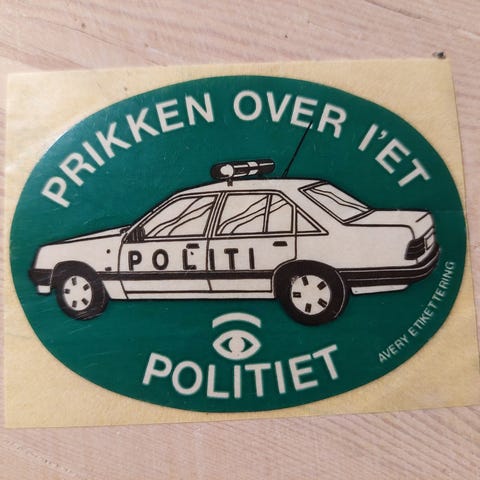 PRIKKEN OVER I'ET
POLITI
POLITIET
AVERY ETIKETTERING